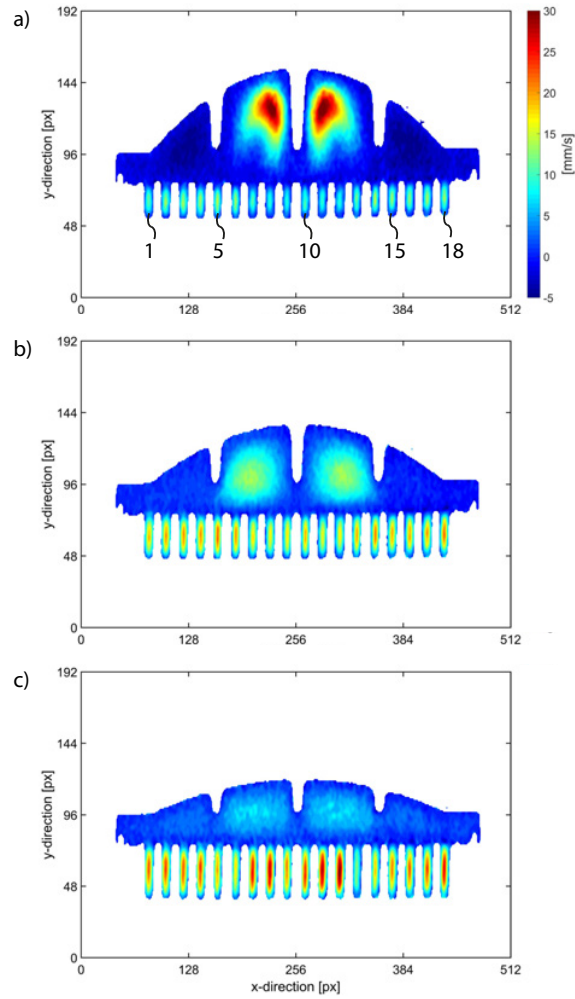 a)
192
144
96
48
0
y-direction [px]
0 128 256 384 512
1 5 10 15 18
30
25
20
15
10
5
0
-5
[mm/s]
b)
192
144
96
48
0
y-direction [px]
0 128 256 384 512
c)
192
144
96
48
0
y-direction [px]
0 128 256 384 512
x-direction [px]